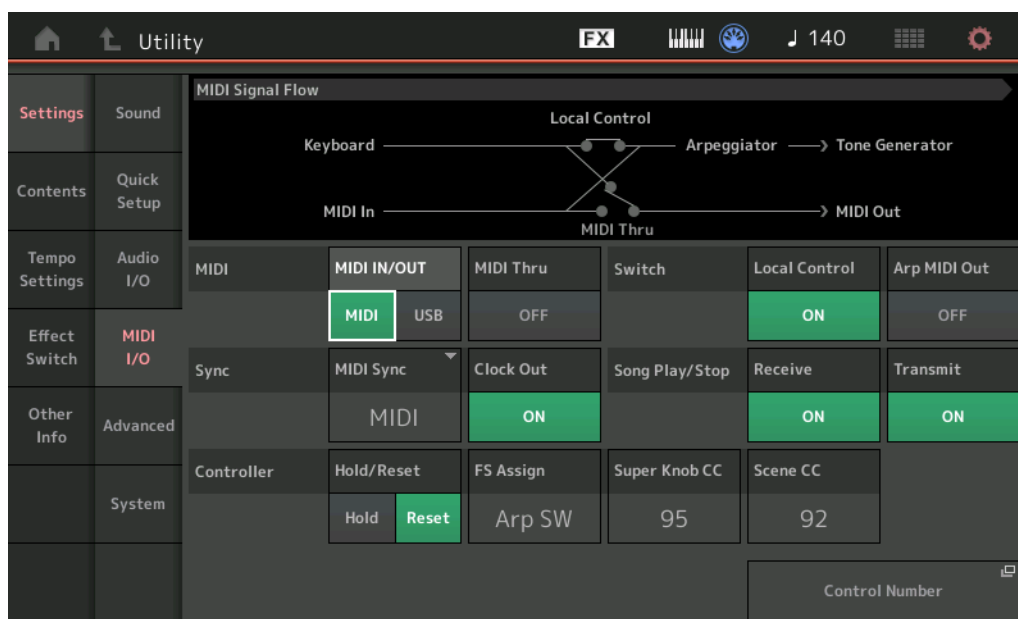 Utility
FX
♩ 140
Settings
Contents
Tempo
Settings
Effect
Switch
Other
Info
Sound
Quick
Setup
Audio
I/O
MIDI
I/O
Advanced
System
MIDI Signal Flow
Local Control
Keyboard
Arpeggiator
Tone Generator
MIDI In
MIDI Out
MIDI Thru
MIDI
MIDI IN/OUT
MIDI Thru
Switch
Local Control
Arp MIDI Out
MIDI
USB
OFF
ON
OFF
Sync
MIDI Sync
Clock Out
Song Play/Stop
Receive
Transmit
MIDI
ON
ON
ON
Controller
Hold/Reset
FS Assign
Super Knob CC
Scene CC
Hold
Reset
Arp SW
95
92
Control Number